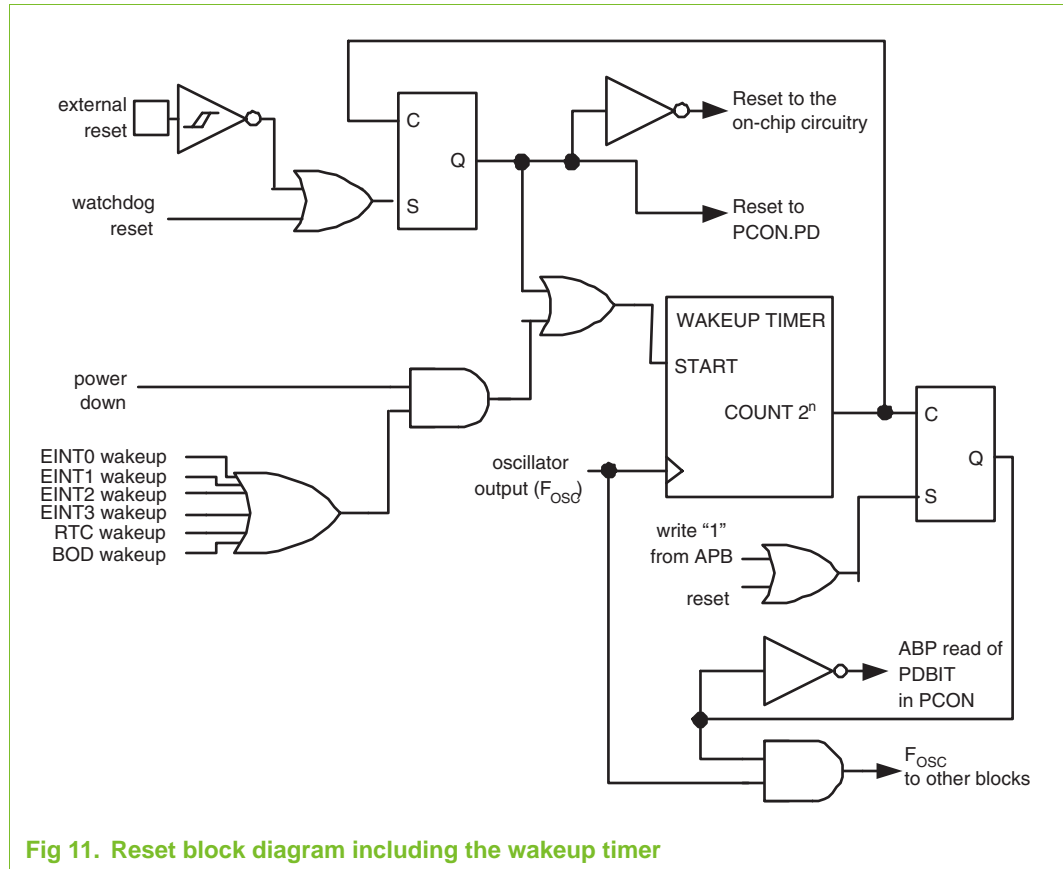 external
reset
watchdog
reset
C
Q
S
Reset to the
on-chip circuitry
Reset to
PCON.PD
power
down
EINT0 wakeup
EINT1 wakeup
EINT2 wakeup
EINT3 wakeup
RTC wakeup
BOD wakeup
WAKEUP TIMER
START
COUNT 2n
oscillator
output (FOSC)
C
Q
S
write “1”
from APB
reset
ABP read of
PDBIT
in PCON
FOSC
to other blocks
Fig 11. Reset block diagram including the wakeup timer